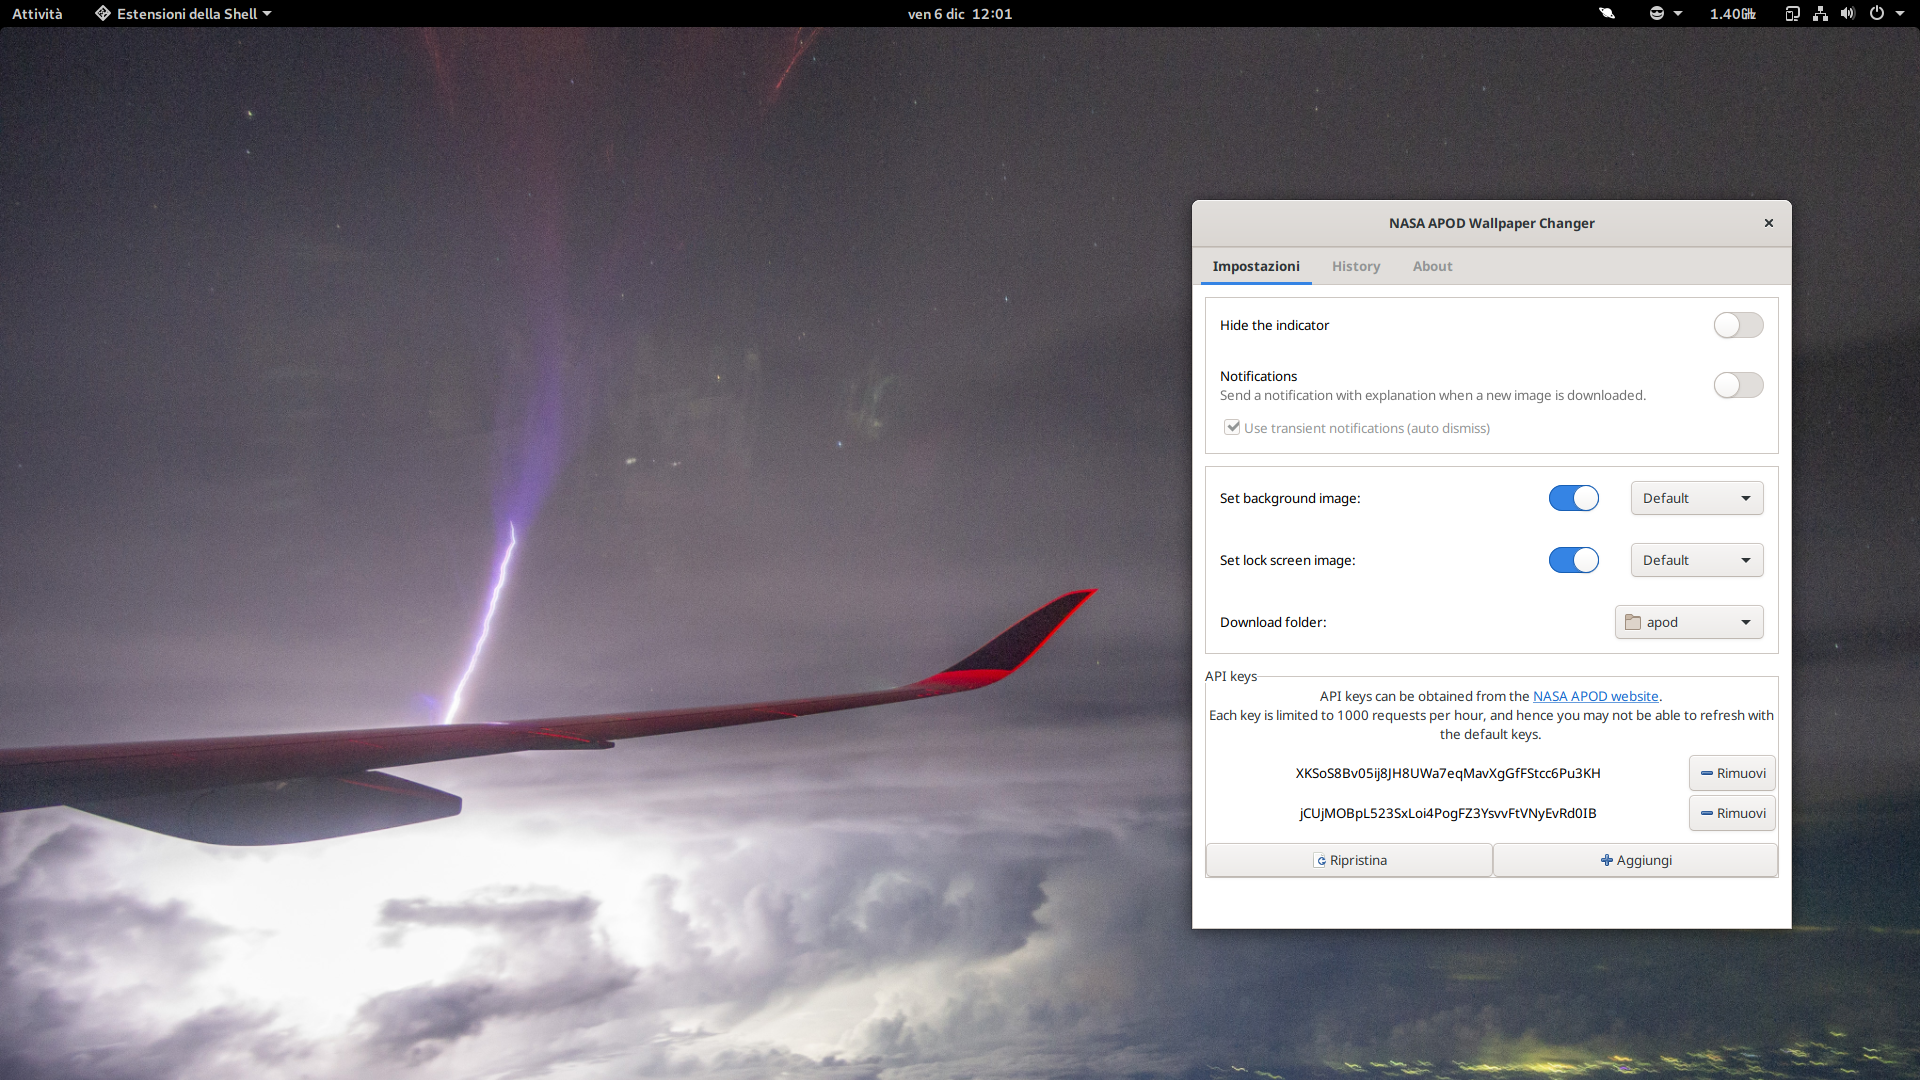 Attività
Estensioni della Shell
ven 6 dic 12:01
1.40GHz
NASA APOD Wallpaper Changer
Impostazioni
History
About
Hide the indicator
Notifications
Send a notification with explanation when a new image is downloaded.
Use transient notifications (auto dismiss)
Set background image:
Default
Set lock screen image:
Default
Download folder:
apod
API keys
API keys can be obtained from the NASA APOD website.
Each key is limited to 1000 requests per hour, and hence you may not be able to refresh with
the default keys.
XKSoS8Bv05ij8JH8UWa7eqMavXgGfFStcc6Pu3KH
Rimuovi
jCUjMOBpL523SxLoi4PogFZ3YsvvFtVNyEvRd0IB
Rimuovi
Ripristina
Aggiungi